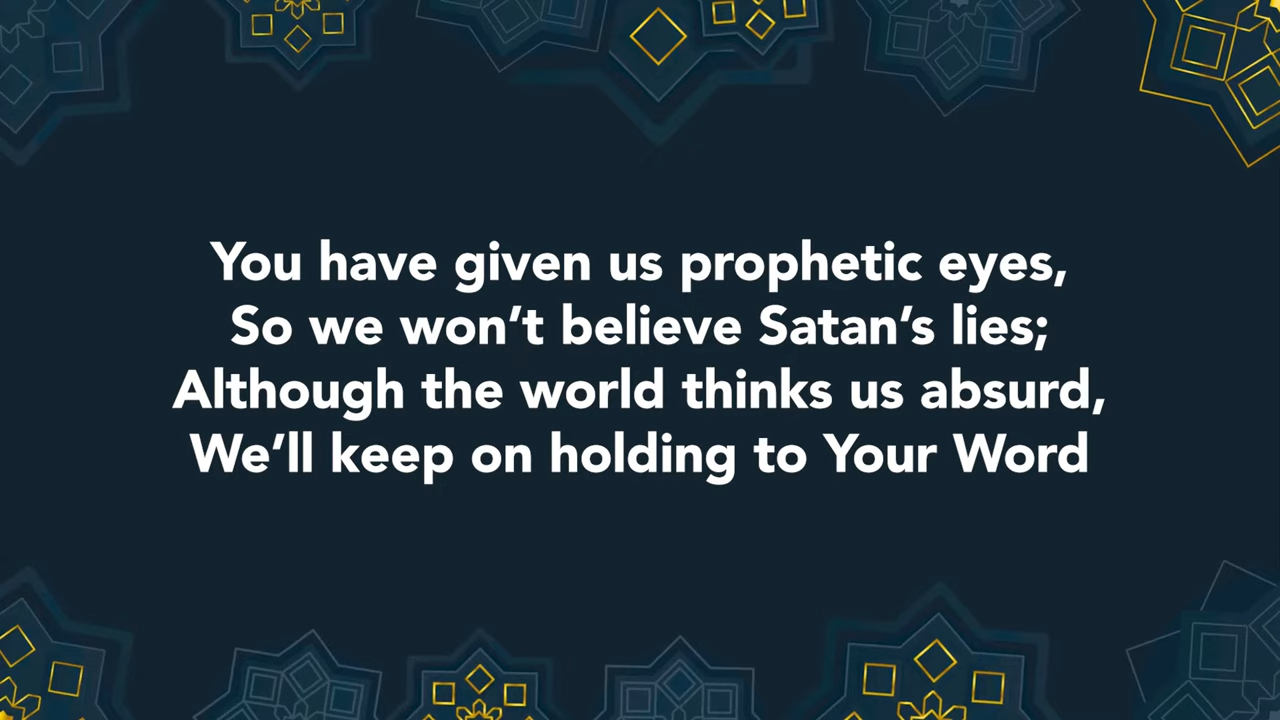 You have given us prophetic eyes,
So we won’t believe Satan’s lies;
Although the world thinks us absurd,
We’ll keep on holding to Your Word